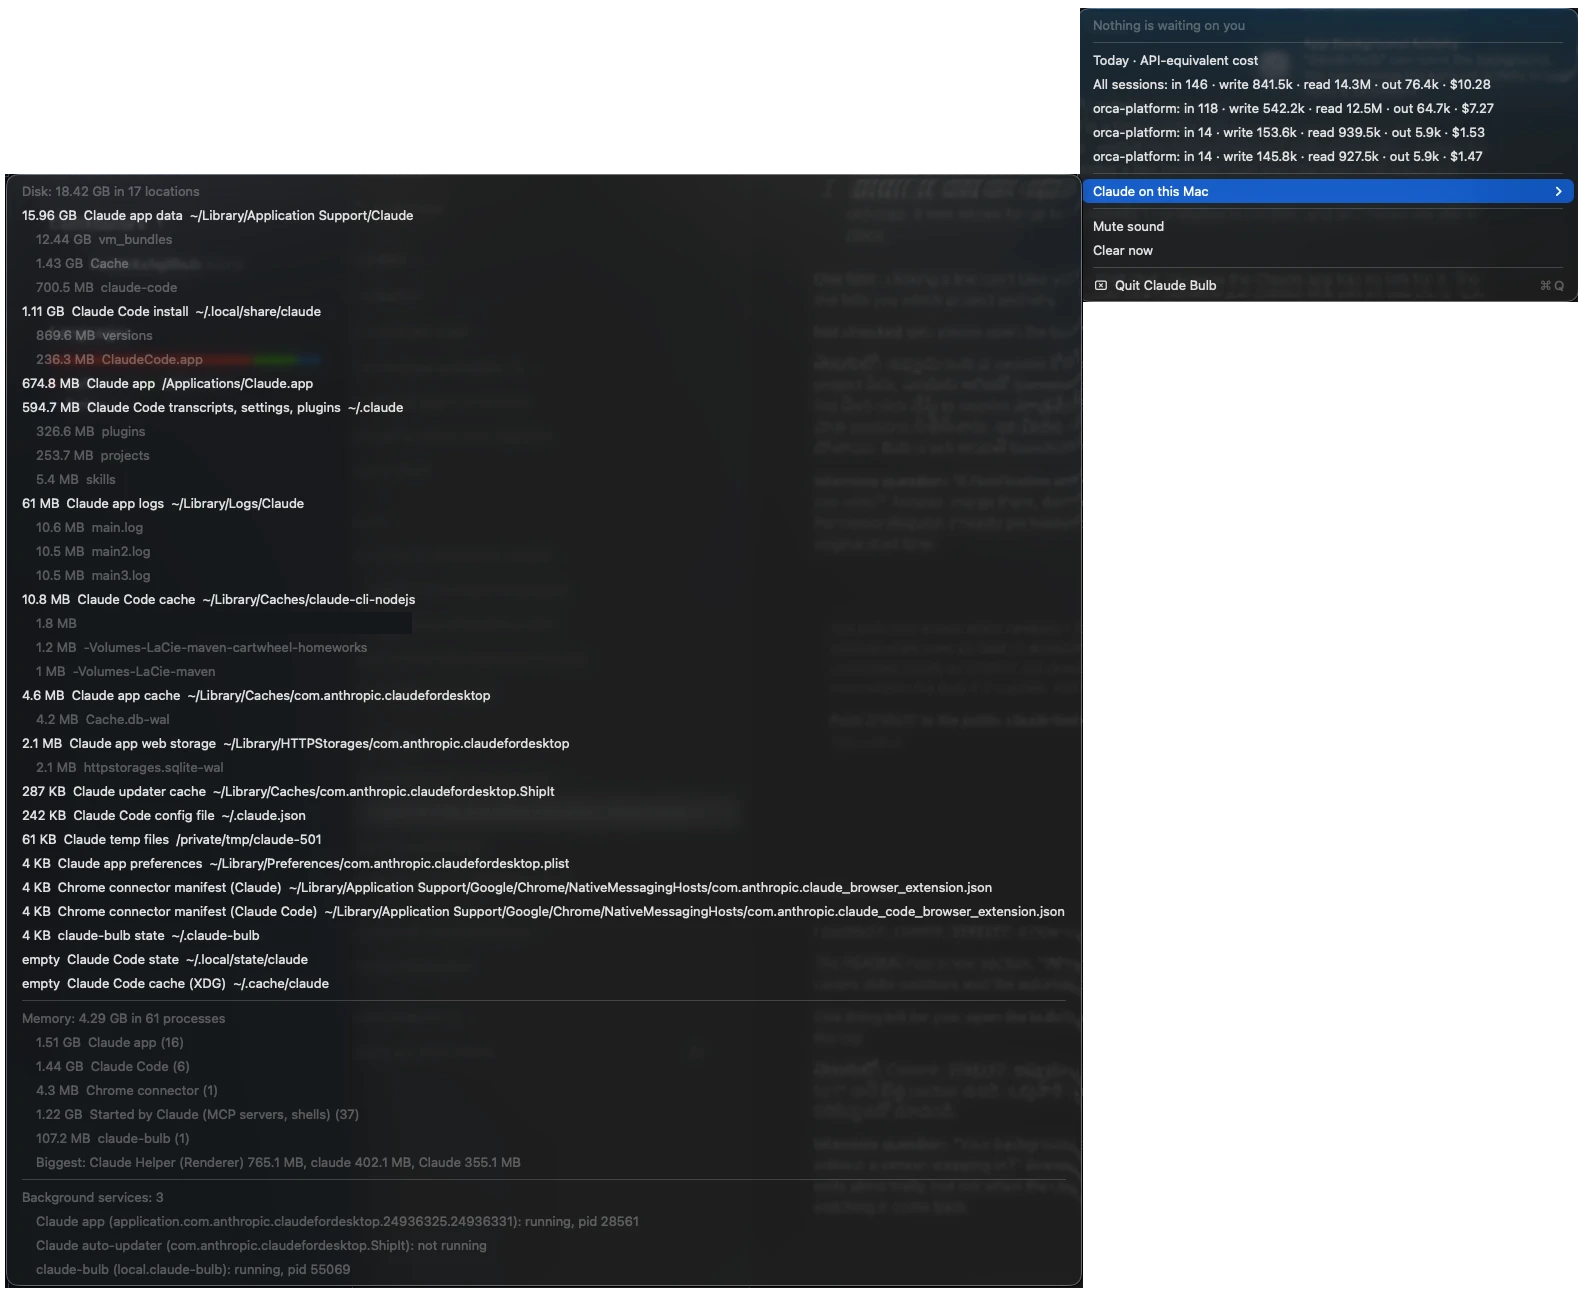 Nothing is waiting on you
Today · API-equivalent cost
All sessions: in 146 · write 841.5k · read 14.3M · out 76.4k · $10.28
orca-platform: in 118 · write 542.2k · read 12.5M · out 64.7k · $7.27
orca-platform: in 14 · write 153.6k · read 939.5k · out 5.9k · $1.53
orca-platform: in 14 · write 145.8k · read 927.5k · out 5.9k · $1.47
Claude on this Mac
Mute sound
Clear now
Quit Claude Bulb ⌘Q
Disk: 18.42 GB in 17 locations
15.96 GB Claude app data ~/Library/Application Support/Claude
12.44 GB vm_bundles
1.43 GB Cache
700.5 MB claude-code
1.11 GB Claude Code install ~/.local/share/claude
869.6 MB versions
236.3 MB ClaudeCode.app
674.8 MB Claude app /Applications/Claude.app
594.7 MB Claude Code transcripts, settings, plugins ~/.claude
326.6 MB plugins
253.7 MB projects
5.4 MB skills
61 MB Claude app logs ~/Library/Logs/Claude
10.6 MB main.log
10.5 MB main2.log
10.5 MB main3.log
10.8 MB Claude Code cache ~/Library/Caches/claude-cli-nodejs
1.8 MB
1.2 MB -Volumes-LaCie-maven-cartwheel-homeworks
1 MB -Volumes-LaCie-maven
4.6 MB Claude app cache ~/Library/Caches/com.anthropic.claudefordesktop
4.2 MB Cache.db-wal
2.1 MB Claude app web storage ~/Library/HTTPStorages/com.anthropic.claudefordesktop
2.1 MB httpstorages.sqlite-wal
287 KB Claude updater cache ~/Library/Caches/com.anthropic.claudefordesktop.ShipIt
242 KB Claude Code config file ~/.claude.json
61 KB Claude temp files /private/tmp/claude-501
4 KB Claude app preferences ~/Library/Preferences/com.anthropic.claudefordesktop.plist
4 KB Chrome connector manifest (Claude) ~/Library/Application Support/Google/Chrome/NativeMessagingHosts/com.anthropic.claude_browser_extension.json
4 KB Chrome connector manifest (Claude Code) ~/Library/Application Support/Google/Chrome/NativeMessagingHosts/com.anthropic.claude_code_browser_extension.json
4 KB claude-bulb state ~/.claude-bulb
empty Claude Code state ~/.local/state/claude
empty Claude Code cache (XDG) ~/.cache/claude
Memory: 4.29 GB in 61 processes
1.51 GB Claude app (16)
1.44 GB Claude Code (6)
4.3 MB Chrome connector (1)
1.22 GB Started by Claude (MCP servers, shells) (37)
107.2 MB claude-bulb (1)
Biggest: Claude Helper (Renderer) 765.1 MB, claude 402.1 MB, Claude 355.1 MB
Background services: 3
Claude app (application.com.anthropic.claudefordesktop.24936325.24936331): running, pid 28561
Claude auto-updater (com.anthropic.claudefordesktop.ShipIt): not running
claude-bulb (local.claude-bulb): running, pid 55069